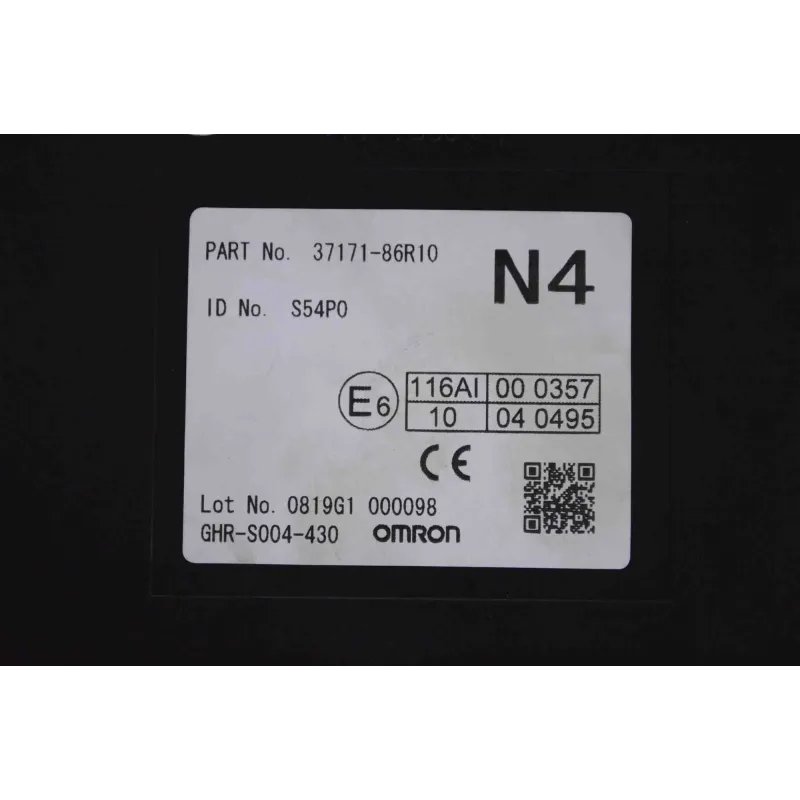 PART No. 37171-86R10
N4
ID No. S54P0
E6
116AI 00 0357
10 04 0495
CE
Lot No. 0819G1 000098
GHR-S004-430 OMRON